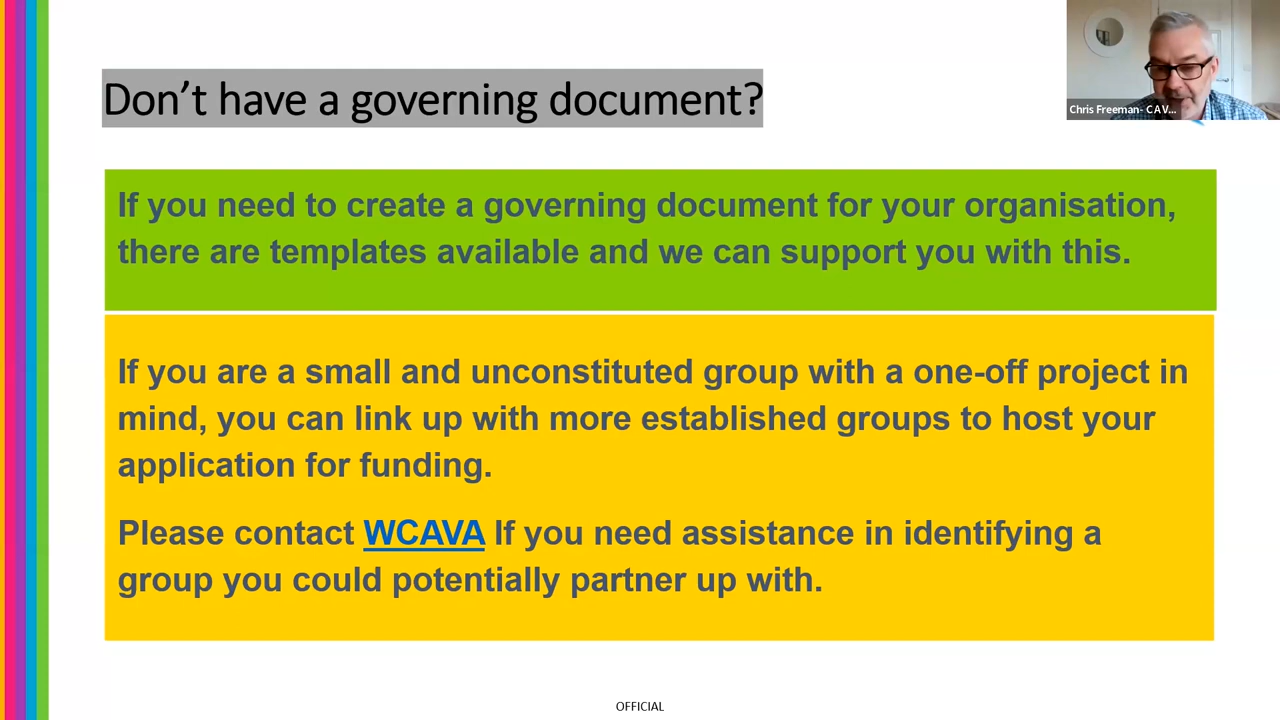 Don't have a governing document?
Chris Freeman- CAV...
If you need to create a governing document for your organisation,
there are templates available and we can support you with this.
If you are a small and unconstituted group with a one-off project in
mind, you can link up with more established groups to host your
application for funding.
Please contact WCAVA If you need assistance in identifying a
group you could potentially partner up with.
OFFICIAL